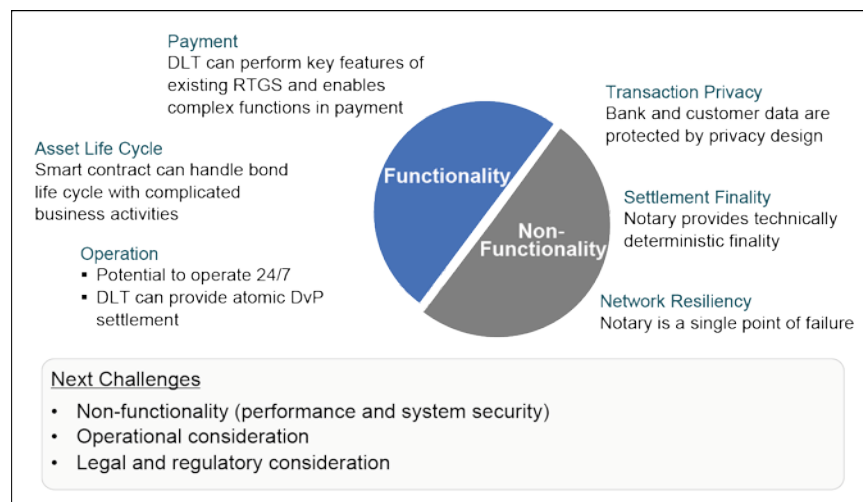 Payment
DLT can perform key features of
existing RTGS and enables
complex functions in payment
Asset Life Cycle
Smart contract can handle bond
life cycle with complicated
business activities
Operation
▪ Potential to operate 24/7
▪ DLT can provide atomic DvP
settlement
Functionality
Non-
Functionality
Transaction Privacy
Bank and customer data are
protected by privacy design
Settlement Finality
Notary provides technically
deterministic finality
Network Resiliency
Notary is a single point of failure
Next Challenges
• Non-functionality (performance and system security)
• Operational consideration
• Legal and regulatory consideration